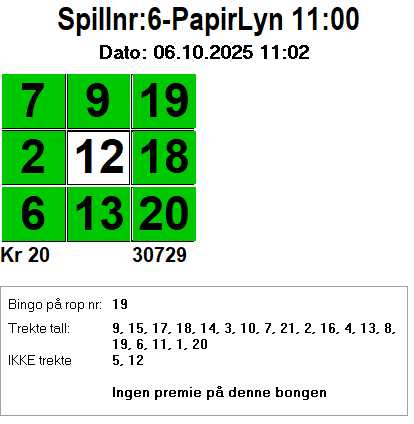 Spillnr:6-PapirLyn 11:00
Dato: 06.10.2025 11:02
7 9 19
2 12 18
6 13 20
Kr 20 30729
Bingo på rop nr: 19
Trekte tall: 9, 15, 17, 18, 14, 3, 10, 7, 21, 2, 16, 4, 13, 8,
19, 6, 11, 1, 20
IKKE trekte 5, 12
Ingen premie på denne bongen